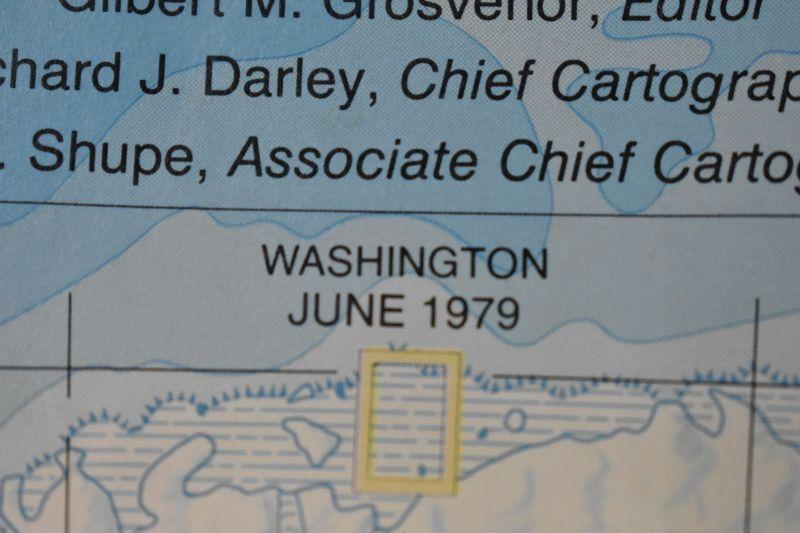 Gilbert M. Grosvenor, Editor
chard J. Darley, Chief Cartograp
. Shupe, Associate Chief Cartog
WASHINGTON
JUNE 1979